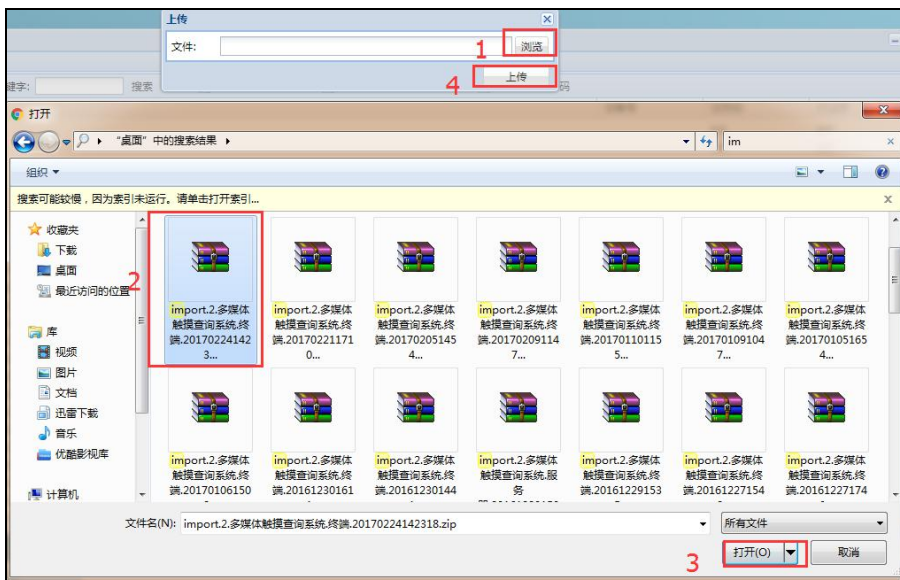 上传
文件:
1
浏览
4
上传
建字:
搜索
码
打开
“桌面”中的搜索结果
im
组织
搜索可能较慢，因为索引未运行。请单击打开索引...
收藏夹
下载
桌面
2
最近访问的位置
库
视频
图片
文档
迅雷下载
音乐
优酷影视库
计算机
import.2.多媒体
触摸查询系统.终
端.20170224142
3...
import.2.多媒体
触摸查询系统.终
端.20170221171
0...
import.2.多媒体
触摸查询系统.终
端.20170205145
4...
import.2.多媒体
触摸查询系统.终
端.20170209114
7...
import.2.多媒体
触摸查询系统.终
端.20170110115
5...
import.2.多媒体
触摸查询系统.终
端.20170109104
7...
import.2.多媒体
触摸查询系统.终
端.20170105165
4...
import.2.多媒体
触摸查询系统.终
端.20170106150
import.2.多媒体
触摸查询系统.终
端.20161230161
import.2.多媒体
触摸查询系统.终
端.20161230144
import.2.多媒体
触摸查询系统.服
务
import.2.多媒体
触摸查询系统.终
端.20161229153
import.2.多媒体
触摸查询系统.终
端.20161227154
import.2.多媒体
触摸查询系统.终
端.20161227174
文件名(N):
import.2.多媒体触摸查询系统.终端.20170224142318.zip
所有文件
3
打开(O)
取消